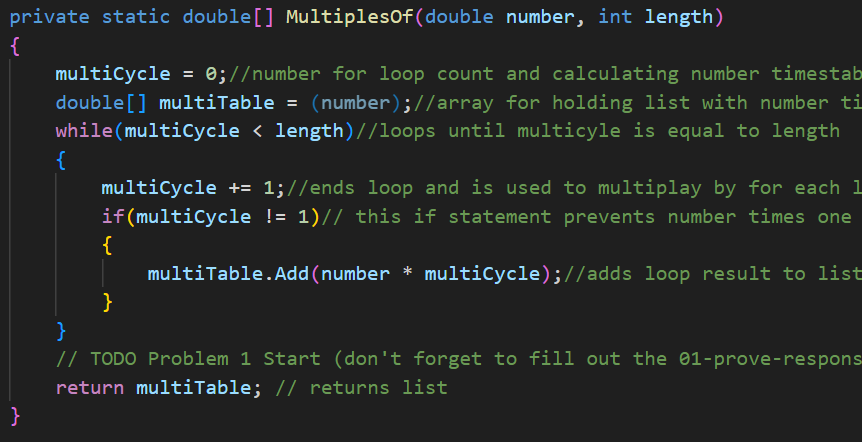 private static double[] MultiplesOf(double number, int length)
{
multiCycle = 0;//number for loop count and calculating number timestab
double[] multiTable = (number);//array for holding list with number ti
while(multiCycle < length)//loops until multicyle is equal to length
{
multiCycle += 1;//ends loop and is used to multiplay by for each l
if(multiCycle != 1)// this if statement prevents number times one
{
multiTable.Add(number * multiCycle);//adds loop result to list
}
}
// TODO Problem 1 Start (don't forget to fill out the 01-prove-respons
return multiTable; // returns list
}